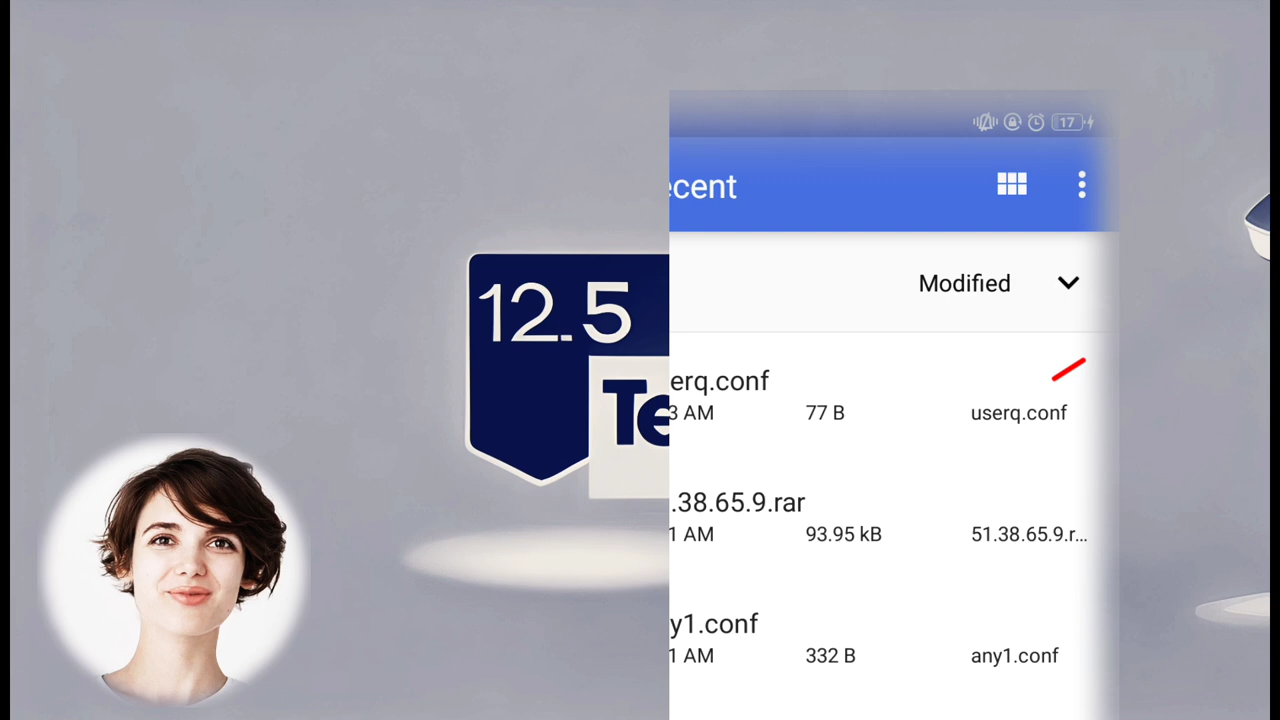 17
ecent
Modified
12.5
Te
erq.conf
3 AM 77 B userq.conf
.38.65.9.rar
1 AM 93.95 kB 51.38.65.9.r...
y1.conf
1 AM 332 B any1.conf